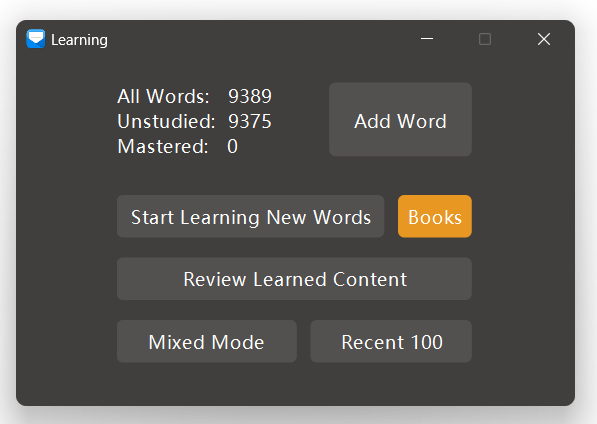 Learning
All Words: 9389
Unstudied: 9375
Mastered: 0
Add Word
Start Learning New Words
Books
Review Learned Content
Mixed Mode
Recent 100